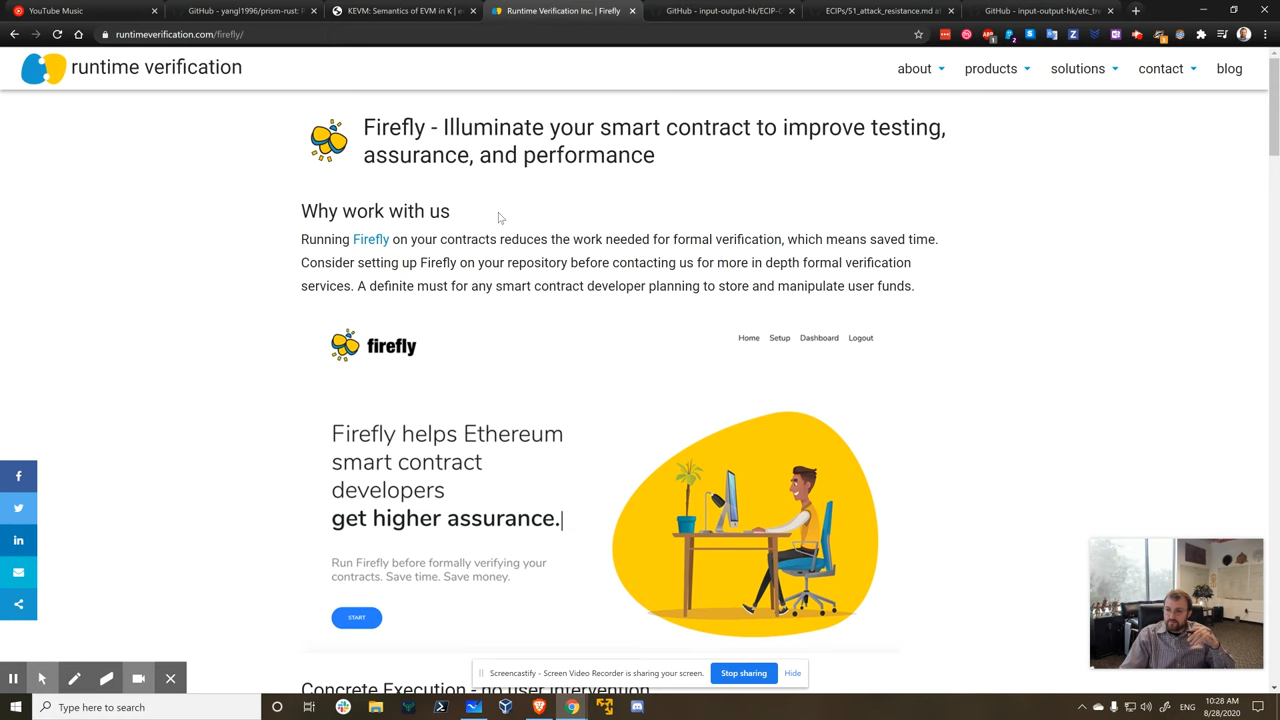 YouTube Music
GitHub - yangl1996/prism-rust: R
KEVM: Semantics of EVM in K | ev
Runtime Verification Inc. | Firefly
GitHub - input-output-hk/ECIP-C
ECIPs/51_attack_resistance.md at
GitHub - input-output-hk/etc_tre
runtimeverification.com/firefly/
runtime verification
about
products
solutions
contact
blog
Firefly - Illuminate your smart contract to improve testing,
assurance, and performance
Why work with us
Running Firefly on your contracts reduces the work needed for formal verification, which means saved time.
Consider setting up Firefly on your repository before contacting us for more in depth formal verification
services. A definite must for any smart contract developer planning to store and manipulate user funds.
firefly
Home
Setup
Dashboard
Logout
Firefly helps Ethereum
smart contract
developers
get higher assurance.
Run Firefly before formally verifying your
contracts. Save time. Save money.
START
Screencastify - Screen Video Recorder is sharing your screen.
Stop sharing
Hide
Concrete Execution - no user intervention
Type here to search
ENG
10:28 AM
8/28/2020